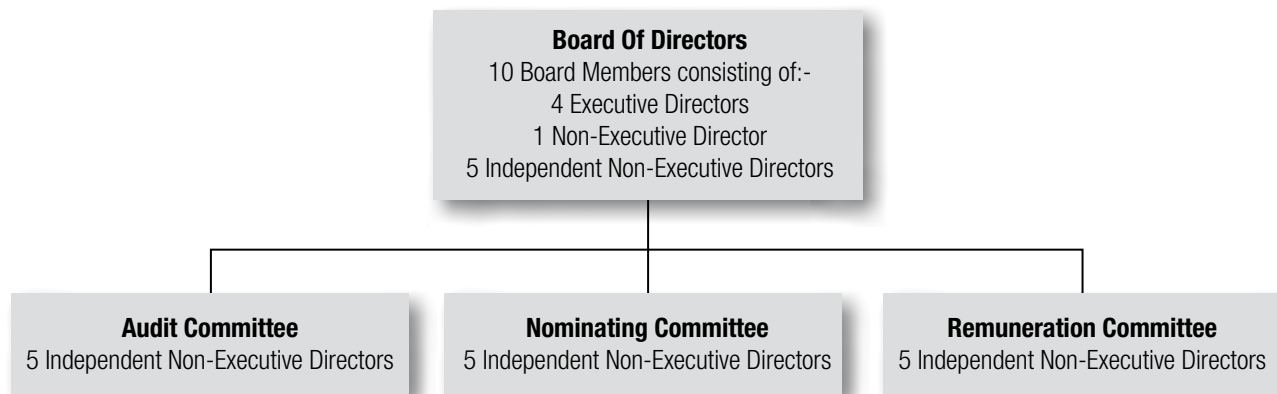 Board Of Directors
10 Board Members consisting of:-
4 Executive Directors
1 Non-Executive Director
5 Independent Non-Executive Directors
Audit Committee
5 Independent Non-Executive Directors
Nominating Committee
5 Independent Non-Executive Directors
Remuneration Committee
5 Independent Non-Executive Directors